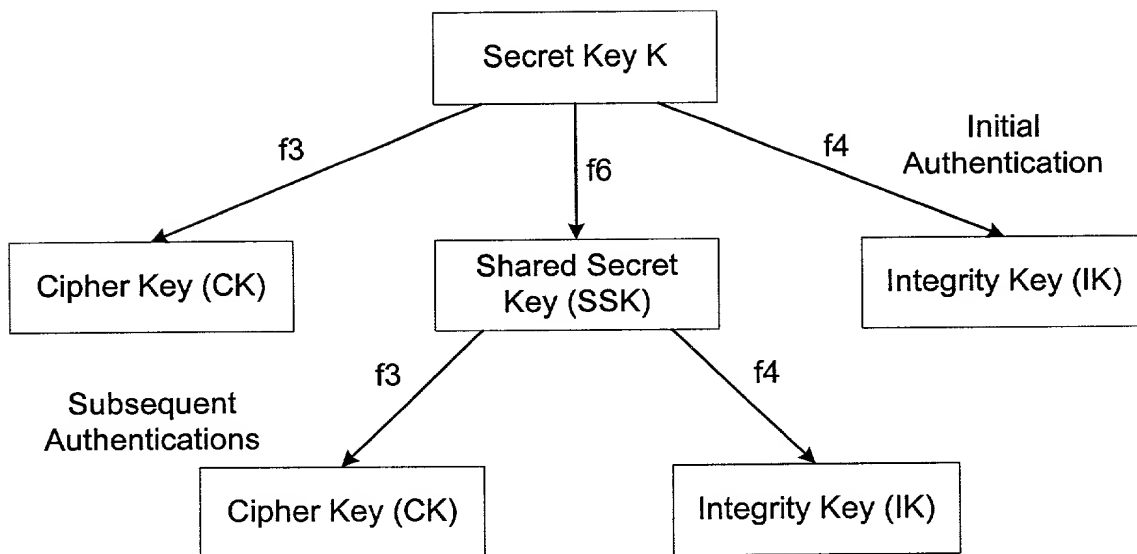 Secret Key K
f3
f6
f4
Initial
Authentication
Cipher Key (CK)
Shared Secret
Key (SSK)
Integrity Key (IK)
f3
f4
Subsequent
Authentications
Cipher Key (CK)
Integrity Key (IK)